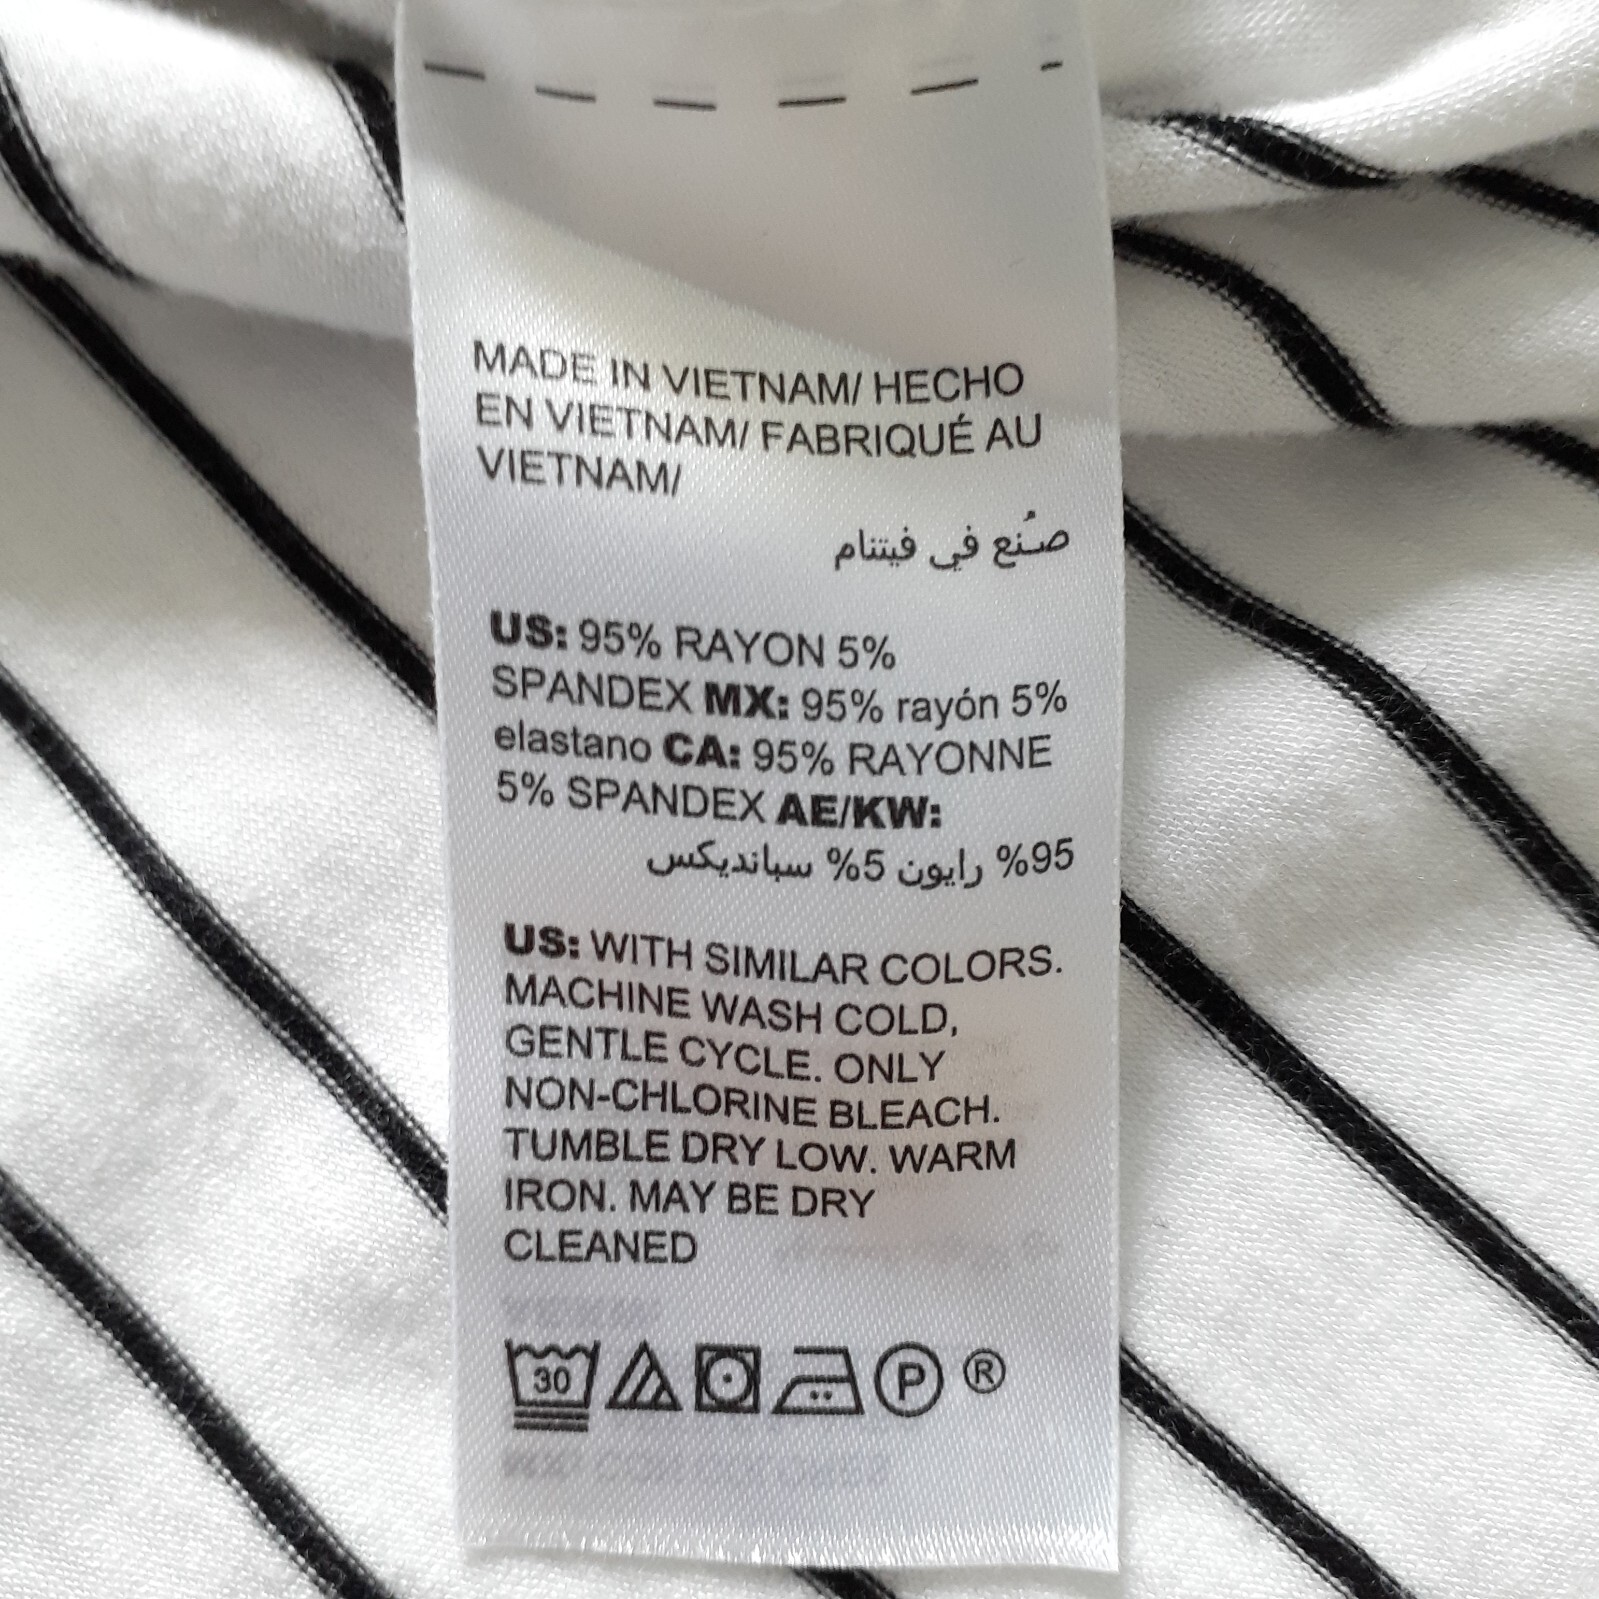 MADE IN VIETNAM/ HECHO
EN VIETNAM/ FABRIQUÉ AU
VIETNAM/
صُنع في فيتنام
US: 95% RAYON 5%
SPANDEX MX: 95% rayón 5%
elastano CA: 95% RAYONNE
5% SPANDEX AE/KW:
95% رايون 5% سبانديكس
US: WITH SIMILAR COLORS.
MACHINE WASH COLD,
GENTLE CYCLE. ONLY
NON-CHLORINE BLEACH.
TUMBLE DRY LOW. WARM
IRON. MAY BE DRY
CLEANED
30 P ®